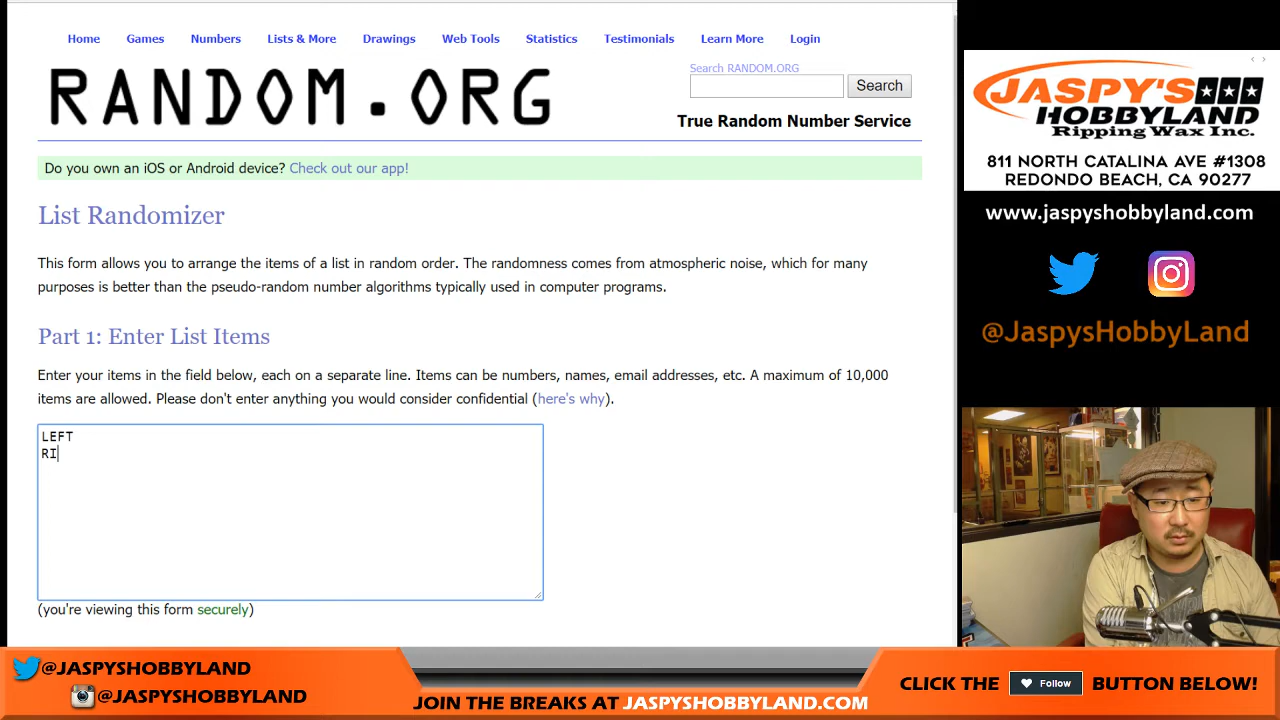 Home Games Numbers Lists & More Drawings Web Tools Statistics Testimonials Learn More Login
RANDOM.ORG
Search RANDOM.ORG
Search
True Random Number Service
Do you own an iOS or Android device? Check out our app!
List Randomizer
This form allows you to arrange the items of a list in random order. The randomness comes from atmospheric noise, which for many
purposes is better than the pseudo-random number algorithms typically used in computer programs.
Part 1: Enter List Items
Enter your items in the field below, each on a separate line. Items can be numbers, names, email addresses, etc. A maximum of 10,000
items are allowed. Please don't enter anything you would consider confidential (here's why).
LEFT
RI
(you're viewing this form securely)
JASPY'S
HOBBYLAND
Ripping Wax Inc.
811 NORTH CATALINA AVE #1308
REDONDO BEACH, CA 90277
www.jaspyshobbyland.com
@JaspysHobbyLand
@JASPYSHOBBYLAND
@JASPYSHOBBYLAND
JOIN THE BREAKS AT JASPYSHOBBYLAND.COM
CLICK THE Follow BUTTON BELOW!